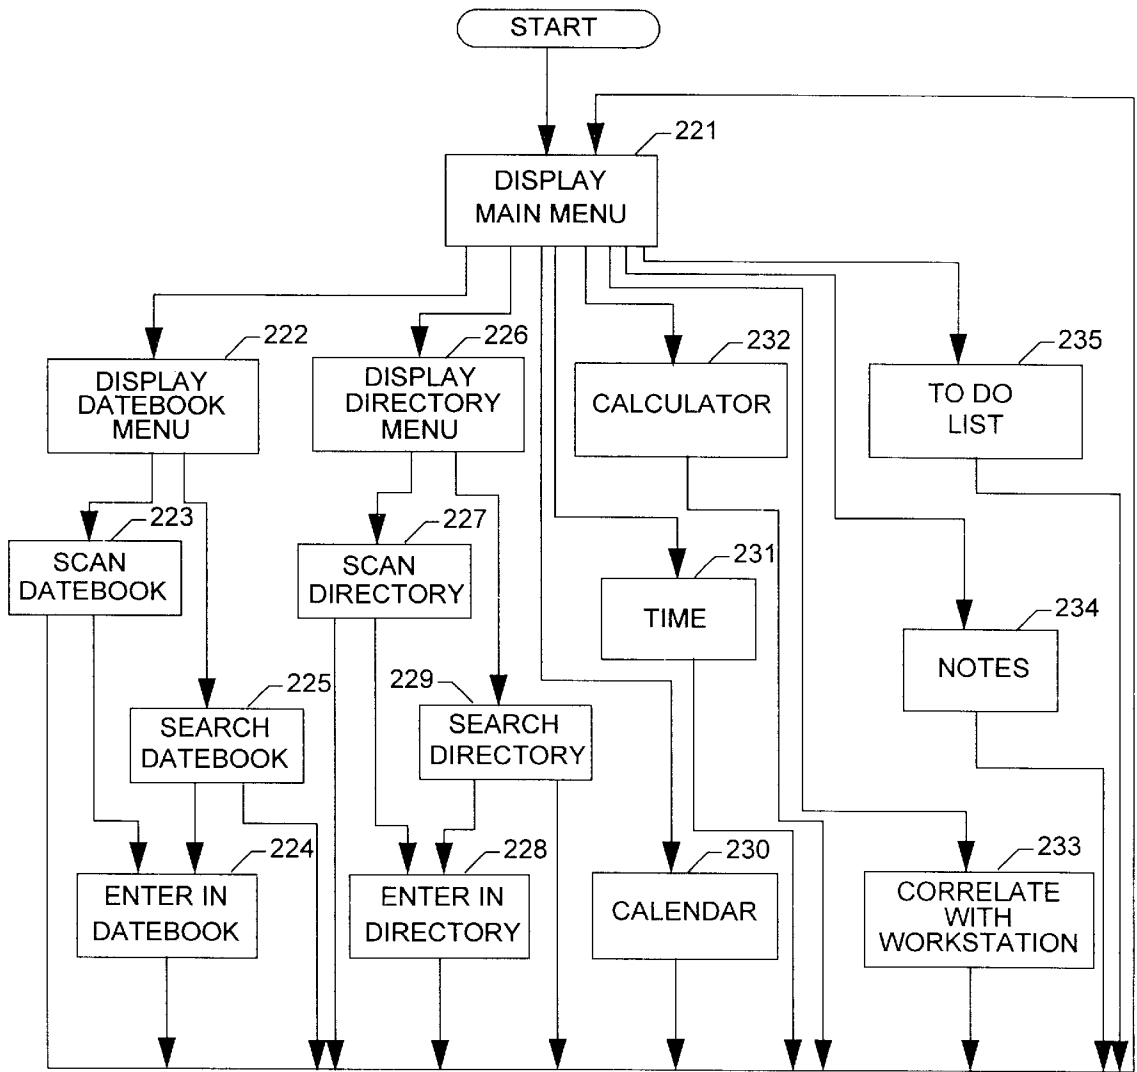 START
221
DISPLAY
MAIN MENU
222
DISPLAY
DATEBOOK
MENU
226
DISPLAY
DIRECTORY
MENU
232
CALCULATOR
235
TO DO
LIST
223
SCAN
DATEBOOK
227
SCAN
DIRECTORY
231
TIME
234
NOTES
225
SEARCH
DATEBOOK
229
SEARCH
DIRECTORY
224
ENTER IN
DATEBOOK
228
ENTER IN
DIRECTORY
230
CALENDAR
233
CORRELATE
WITH
WORKSTATION